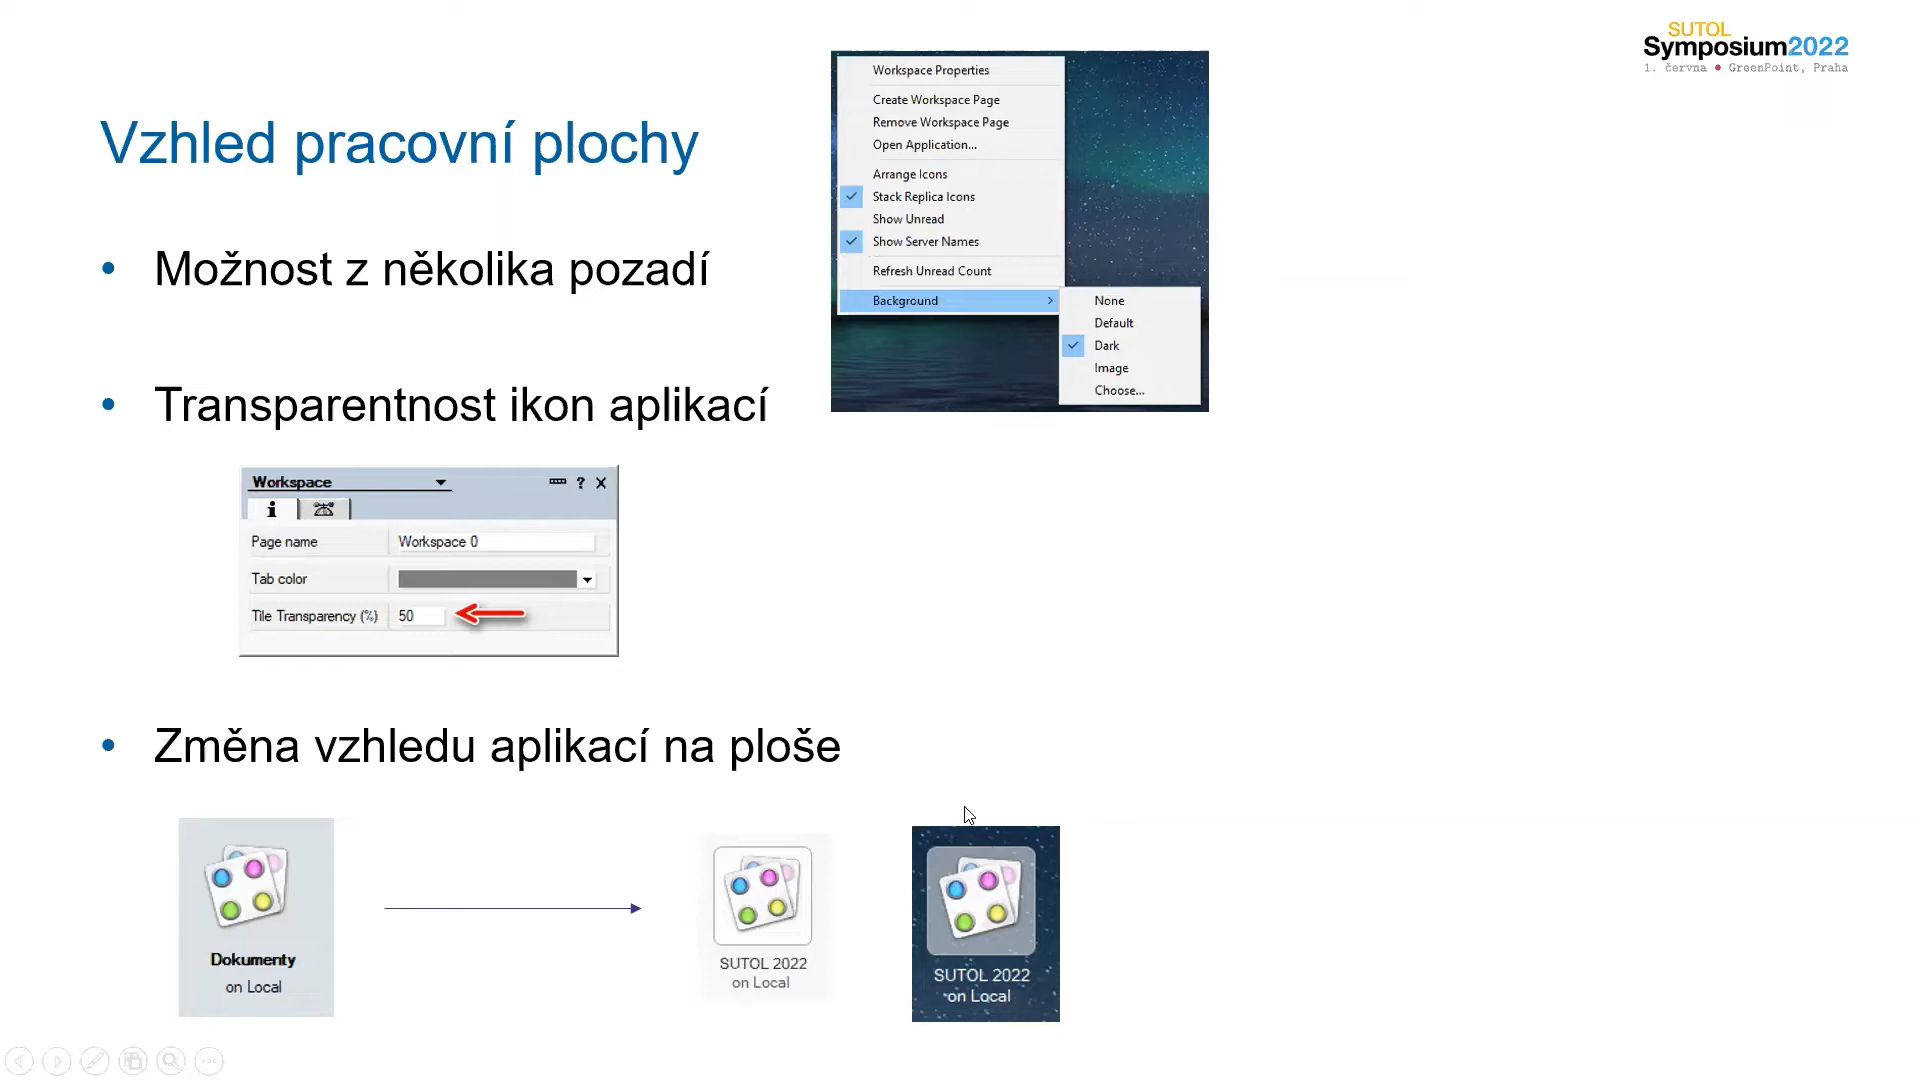 SUTOL
Symposium2022
1. června • GreenPoint, Praha
Vzhled pracovní plochy
• Možnost z několika pozadí
Workspace Properties
Create Workspace Page
Remove Workspace Page
Open Application...
Arrange Icons
Stack Replica Icons
Show Unread
Show Server Names
Refresh Unread Count
Background
None
Default
Dark
Image
Choose...
• Transparentnost ikon aplikací
Workspace
Page name Workspace 0
Tab color
Tile Transparency (%) 50
• Změna vzhledu aplikací na ploše
Dokumenty
on Local
SUTOL 2022
on Local
SUTOL 2022
on Local